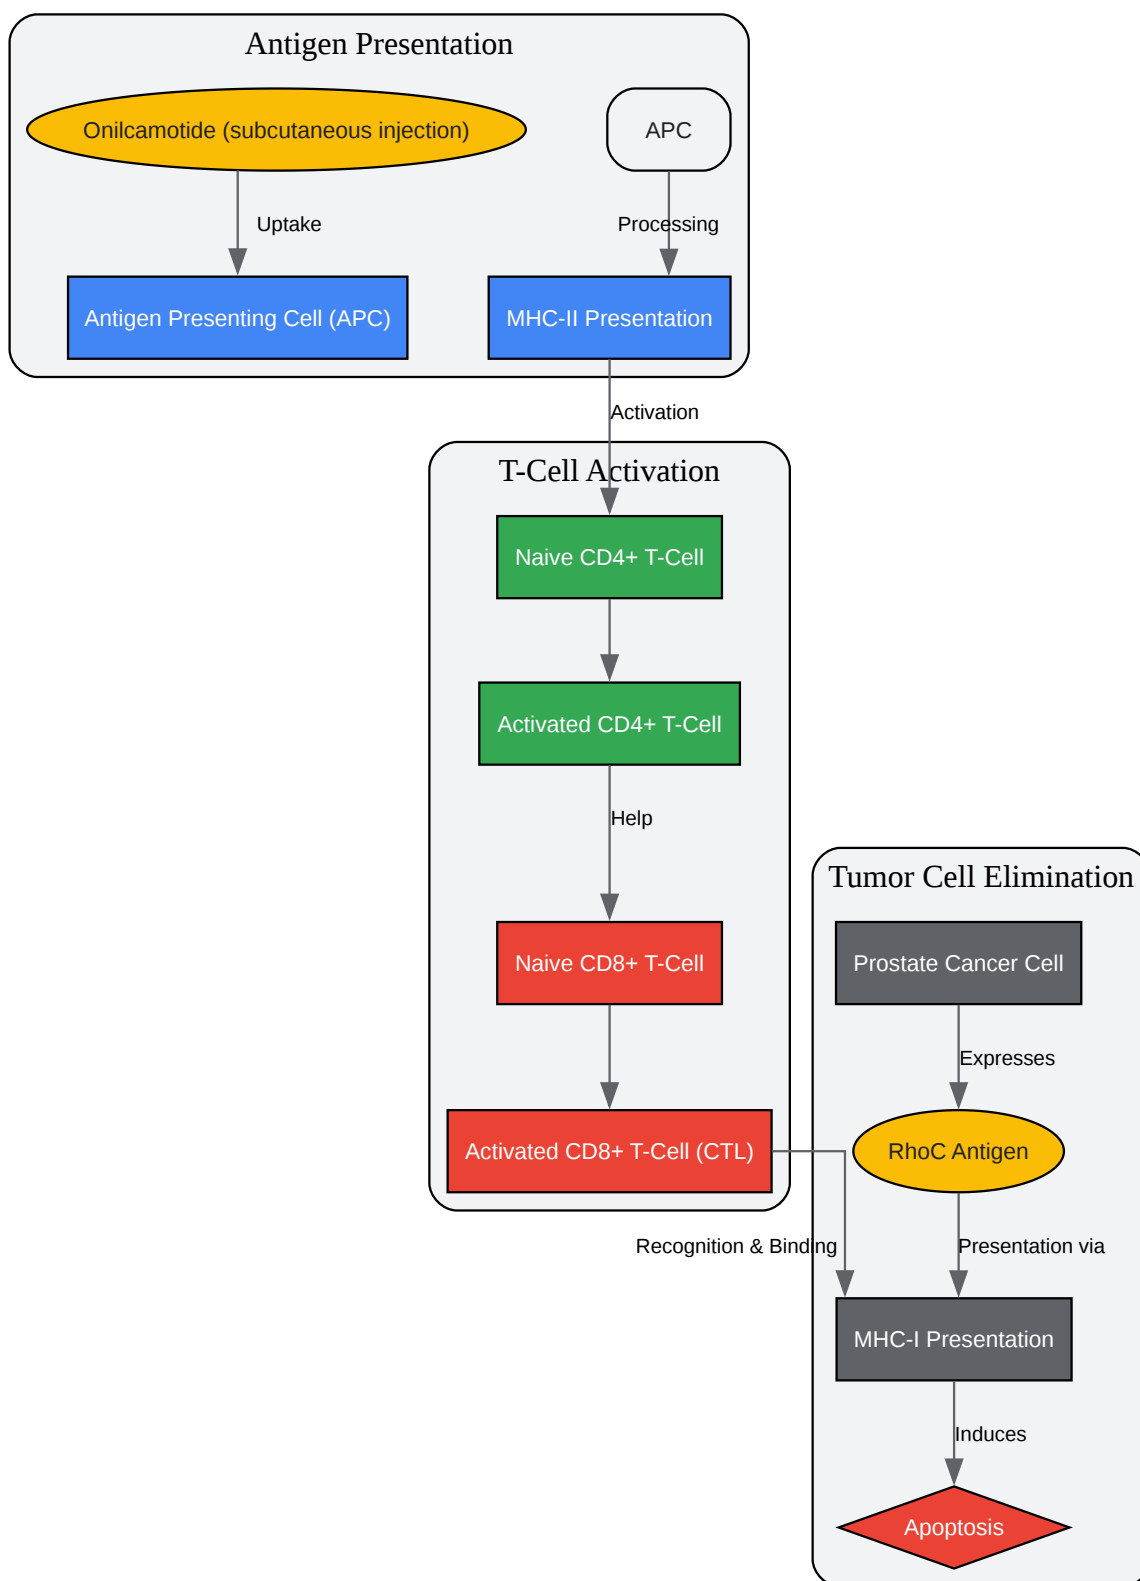 Antigen Presentation
Onilcamotide (subcutaneous injection)
APC
Uptake
Processing
Antigen Presenting Cell (APC)
MHC-II Presentation
Activation
T-Cell Activation
Naive CD4+ T-Cell
Activated CD4+ T-Cell
Help
Tumor Cell Elimination
Naive CD8+ T-Cell
Prostate Cancer Cell
Expresses
Activated CD8+ T-Cell (CTL)
RhoC Antigen
Recognition & Binding
Presentation via
MHC-I Presentation
Induces
Apoptosis